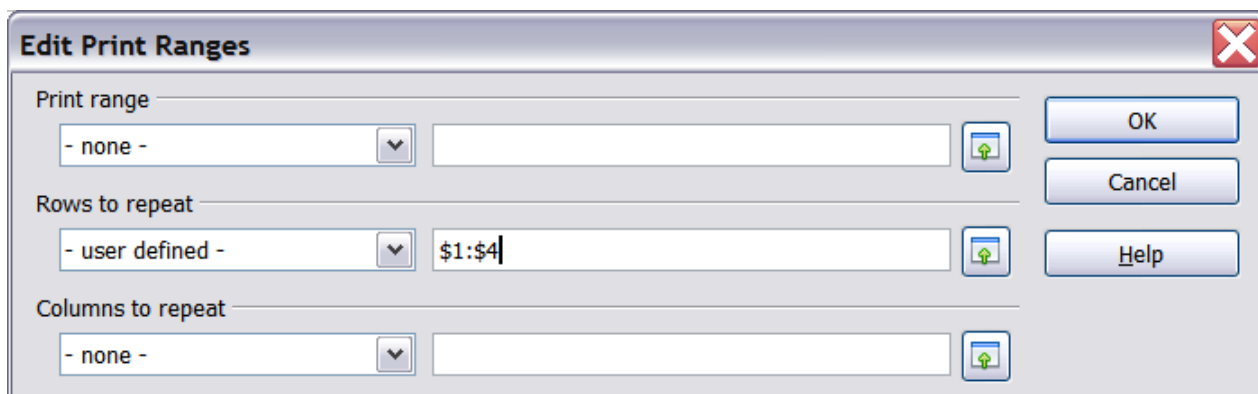 Edit Print Ranges
Print range
- none -
OK
Cancel
Rows to repeat
- user defined - $1:$4
Help
Columns to repeat
- none -